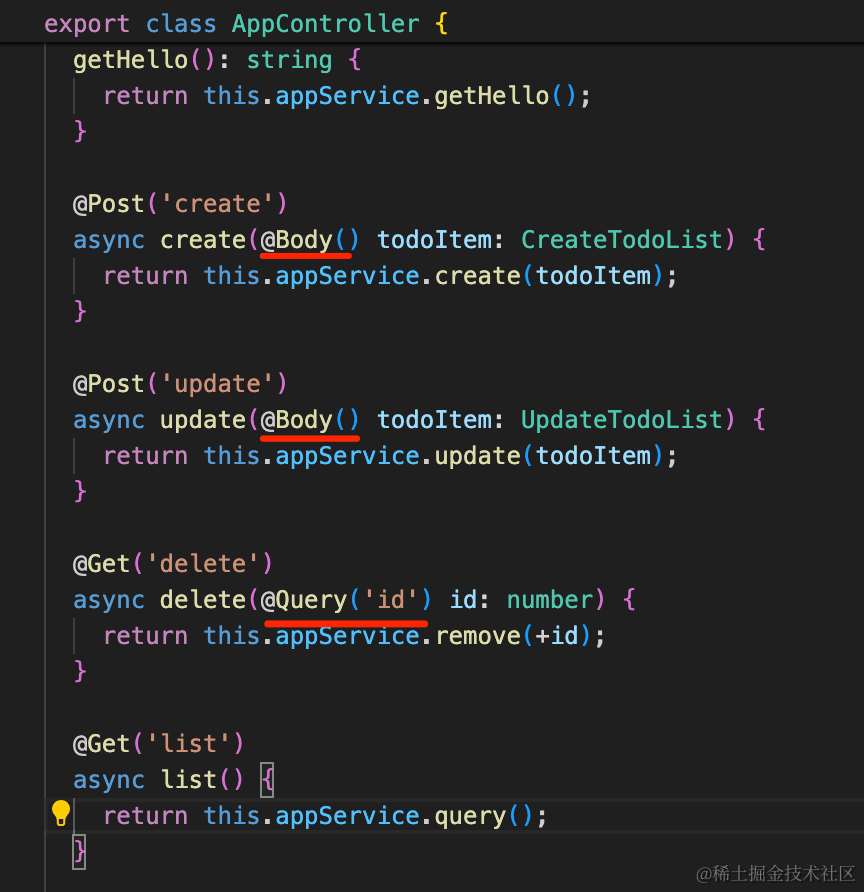 export class AppController {
getHello(): string {
return this.appService.getHello();
}
@Post('create')
async create(@Body() todoItem: CreateTodoList) {
return this.appService.create(todoItem);
}
@Post('update')
async update(@Body() todoItem: UpdateTodoList) {
return this.appService.update(todoItem);
}
@Get('delete')
async delete(@Query('id') id: number) {
return this.appService.remove(+id);
}
@Get('list')
async list() {
return this.appService.query();
}
@稀土掘金技术社区